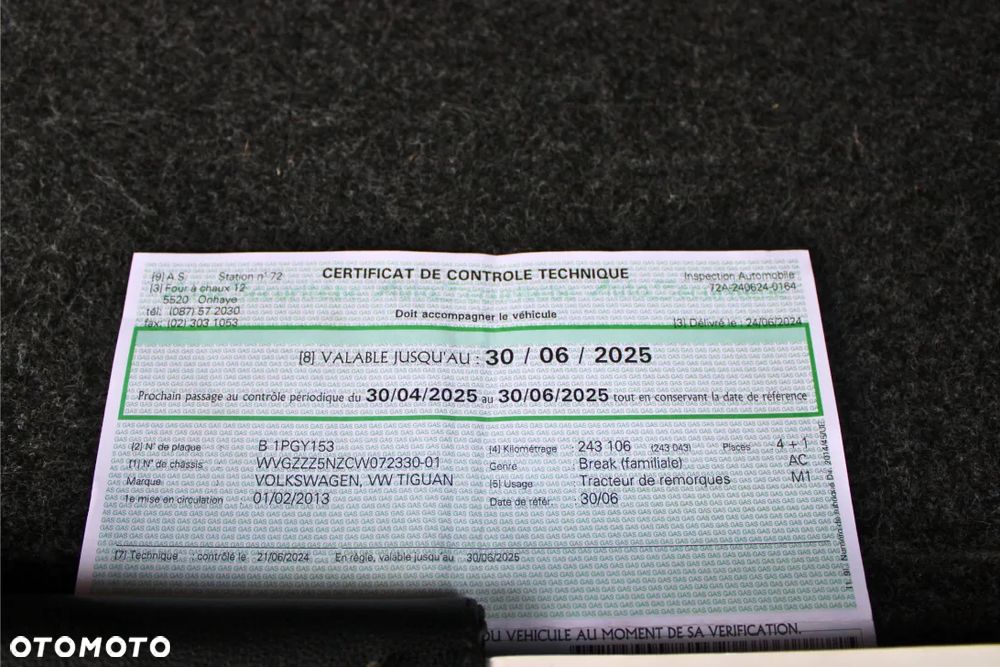 [9] A.S. Station n° 72 CERTIFICAT DE CONTROLE TECHNIQUE Inspection Automobile
[3] Four à chaux 12 72A-240624-0164
5520 Onhaye
tél: (087) 57 2030 Doit accompagner le véhicule
fax: (02) 303 1053 [3] Délivré le : 24/06/2024
[8] VALABLE JUSQU'AU : 30 / 06 / 2025
Prochain passage au contrôle périodique du 30/04/2025 au 30/06/2025 tout en conservant la date de référence
[2] N° de plaque B 1PGY153 [4] Kilométrage : 243 106 (243 043) Places 4 + 1
[1] N° de châssis WVGZZZ5NZCW072330-01 Genre : Break (familiale) AC
Marque VOLKSWAGEN, VW TIGUAN [5] Usage : Tracteur de remorques M1
1e mise en circulation 01/02/2013 Date de référ. : 30/06
[7] Technique : contrôlé le 21/06/2024 En règle, valable jusqu'au 30/06/2025
DU VEHICULE AU MOMENT DE SA VERIFICATION.
OTOMOTO